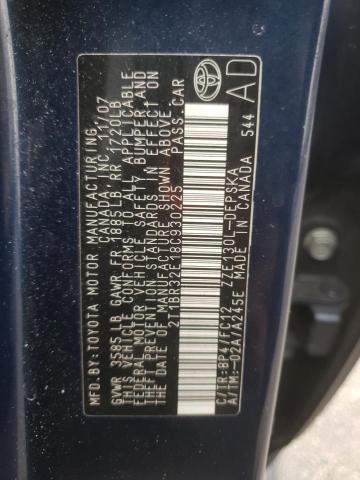 MFD.BY:TOYOTA MOTOR MANUFACTURING,
CANADA, INC. 11/07
GVWR 3585LB GAWR FR 1885LB RR 1720LB
THIS VEHICLE CONFORMS TO ALL APPLICABLE
FEDERAL MOTOR VEHICLE SAFETY, BUMPER, AND
THEFT PREVENTION STANDARDS IN EFFECT ON
THE DATE OF MANUFACTURE SHOWN ABOVE.
2T1BR32E18C930225 PASS.CAR
C/TR:8P4/FC12 ZZE130L-DEPSKA
A/TM:-02A/A245E MADE IN CANADA
544
AD